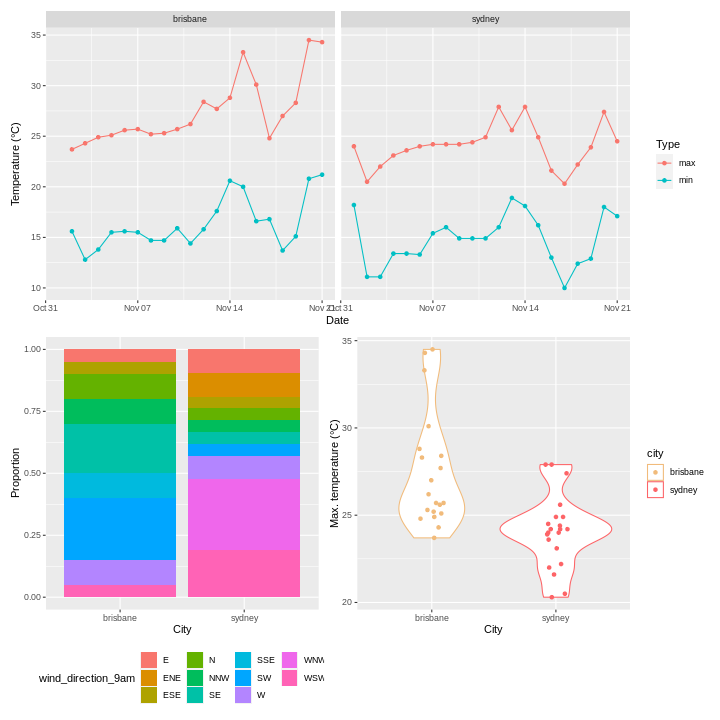 brisbane
sydney
Temperature (°C)
35
30
25
20
15
10
Oct 31
Nov 07
Nov 14
Nov 21
Oct 31
Nov 07
Nov 14
Nov 21
Date
Type
max
min
Proportion
1.00
0.75
0.50
0.25
0.00
brisbane
sydney
City
wind_direction_9am
E
ENE
ESE
N
NNW
SE
SSE
SW
W
WNW
WSW
Max. temperature (°C)
35
30
25
20
brisbane
sydney
City
city
brisbane
sydney